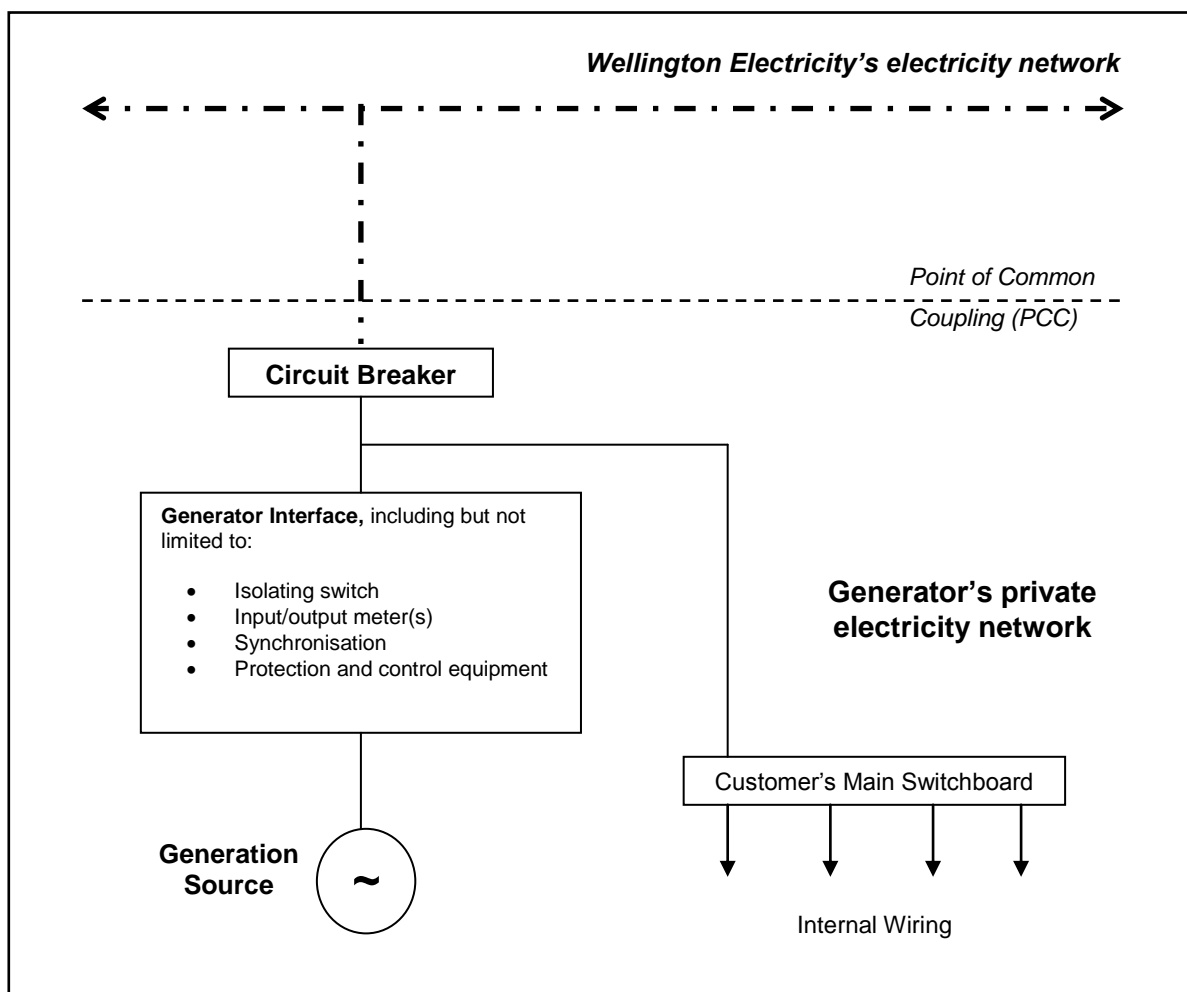 Wellington Electricity's electricity network
Point of Common
Coupling (PCC)
Circuit Breaker
Generator Interface, including but not
limited to:
• Isolating switch
• Input/output meter(s)
• Synchronisation
• Protection and control equipment
Generator's private
electricity network
Customer's Main Switchboard
Generation
Source
~
Internal Wiring